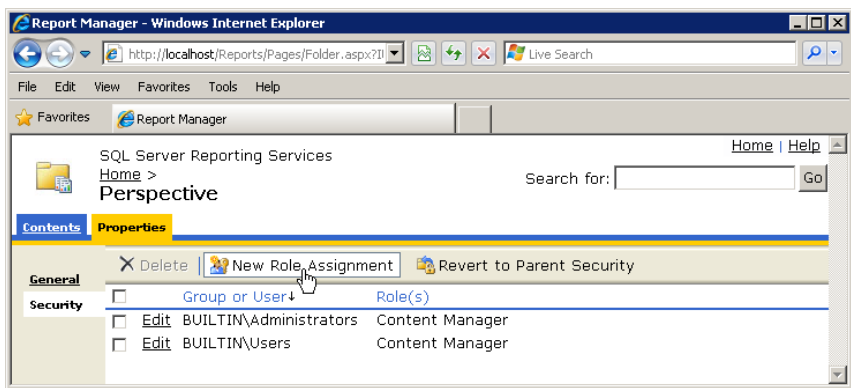 Report Manager - Windows Internet Explorer
http://localhost/Reports/Pages/Folder.aspx?I Live Search
File Edit View Favorites Tools Help
Favorites Report Manager
Home | Help
SQL Server Reporting Services
Home >
Perspective
Search for: Go
Contents Properties
Delete | New Role Assignment Revert to Parent Security
General
Security
Group or User↓ Role(s)
Edit BUILTIN\Administrators Content Manager
Edit BUILTIN\Users Content Manager